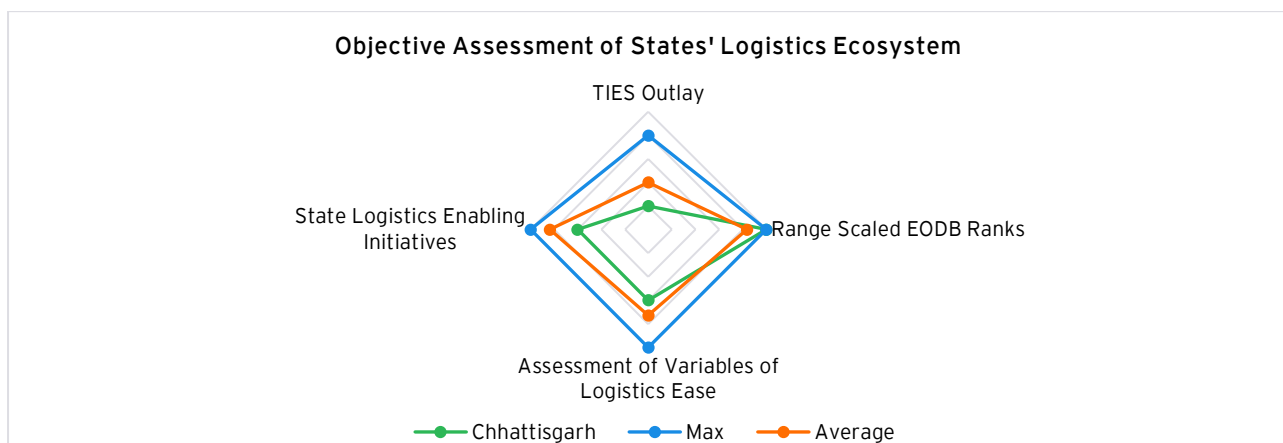 Objective Assessment of States' Logistics Ecosystem
TIES Outlay
State Logistics Enabling
Initiatives
Range Scaled EODB Ranks
Assessment of Variables of
Logistics Ease
Chhattisgarh Max Average